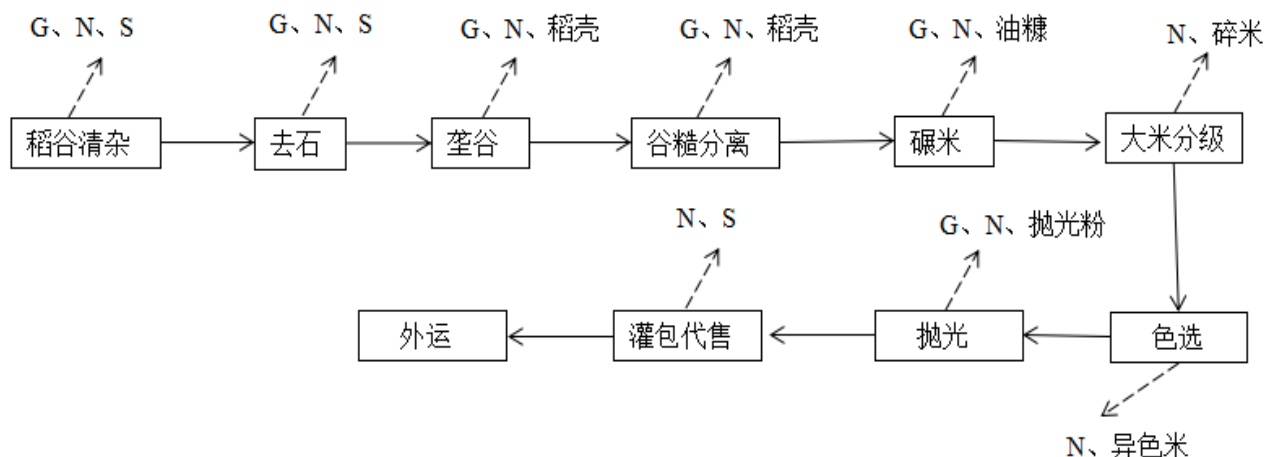 G、N、S
G、N、S
G、N、稻壳
G、N、稻壳
G、N、油糠
N、碎米
稻谷清杂
去石
砻谷
谷糙分离
碾米
大米分级
N、S
G、N、抛光粉
外运
灌包代售
抛光
色选
N、异色米